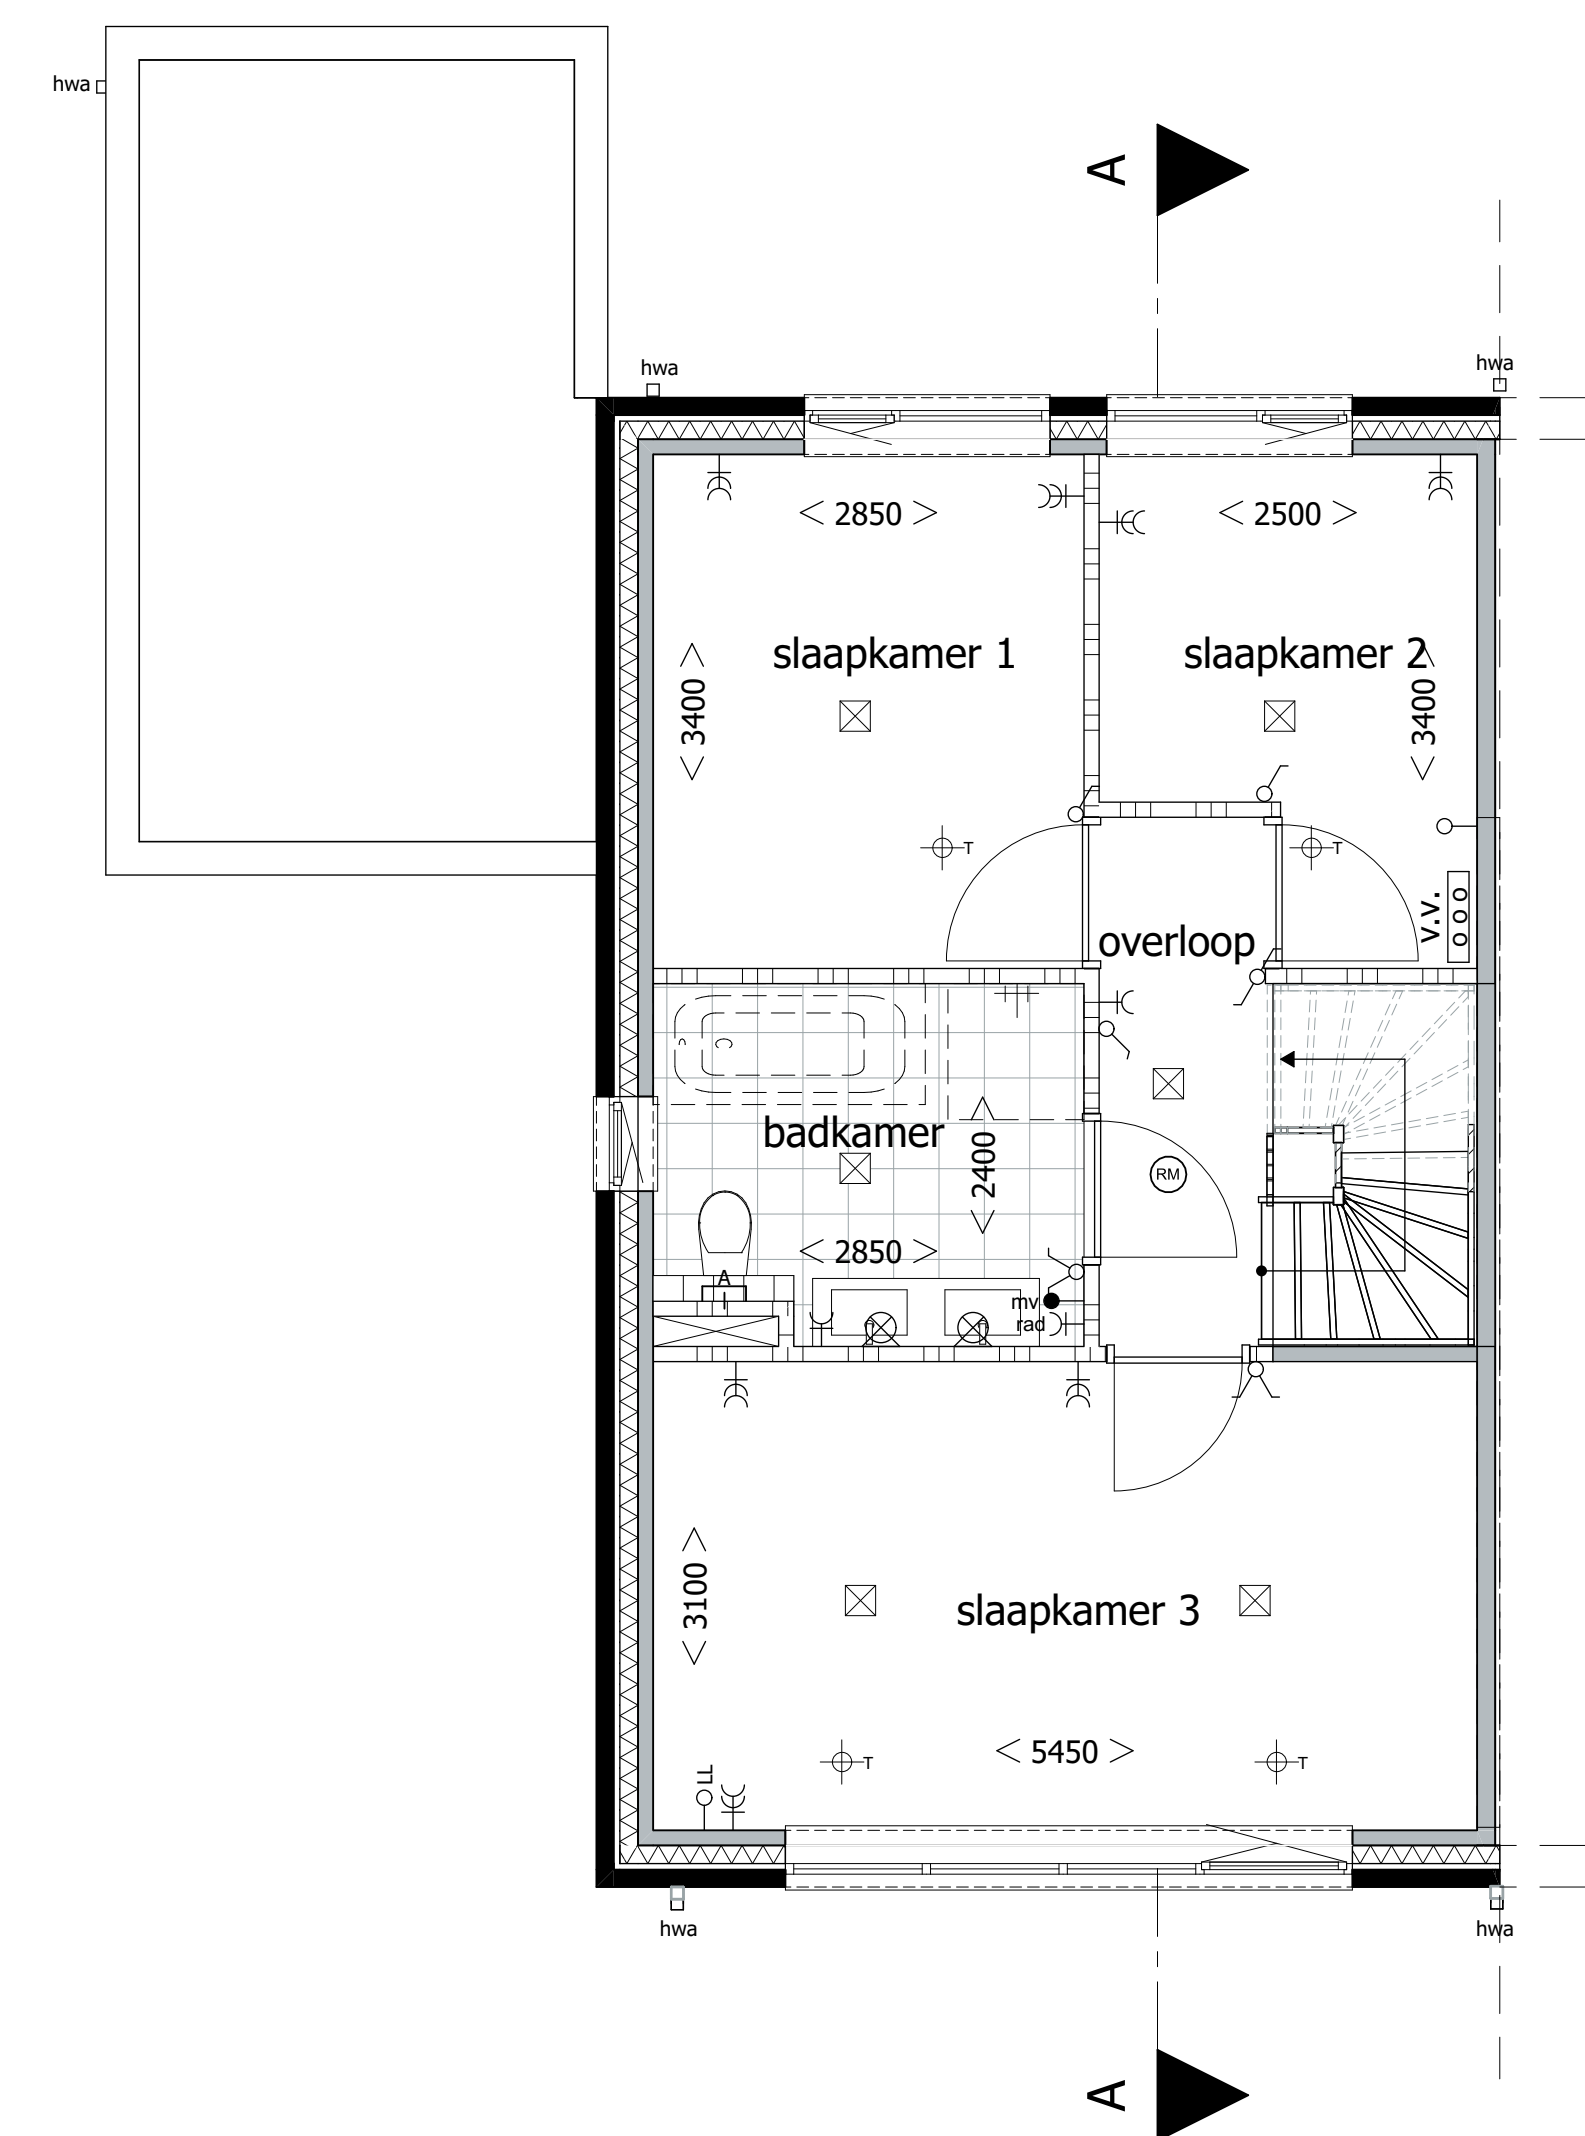 hwa
A
hwa
hwa
< 2850 >
< 2500 >
slaapkamer 1
slaapkamer 2
< 3400 >
< 3400 >
T
T
v.v.
overloop
badkamer
< 2400 >
RM
< 2850 >
A
mv
rad
< 3100 >
slaapkamer 3
< 5450 >
T
T
LL
hwa
hwa
A